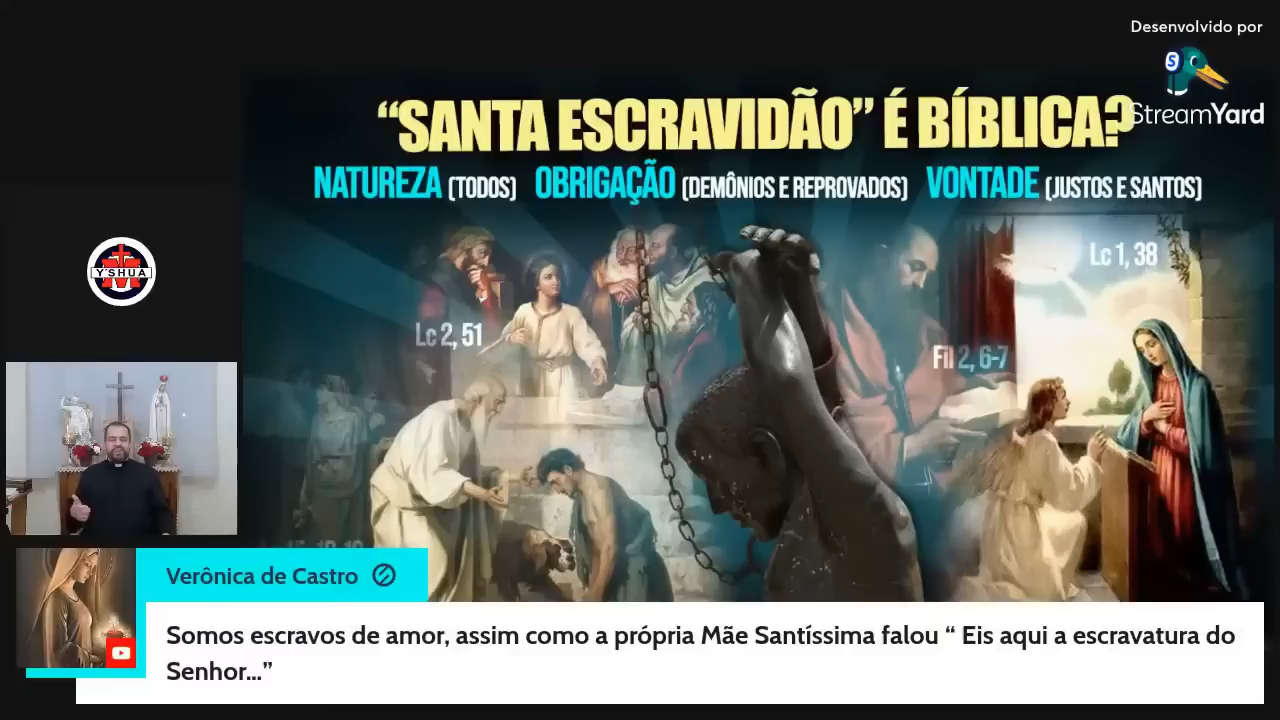 Desenvolvido por
StreamYard
“SANTA ESCRAVIDÃO” É BÍBLICA?
NATUREZA (TODOS) OBRIGAÇÃO (DEMÔNIOS E REPROVADOS) VONTADE (JUSTOS E SANTOS)
Lc 1, 38
Y'SHUA
Lc 2, 51
Fil 2, 6-7
Verônica de Castro
Somos escravos de amor, assim como a própria Mãe Santíssima falou “ Eis aqui a escravatura do
Senhor...”